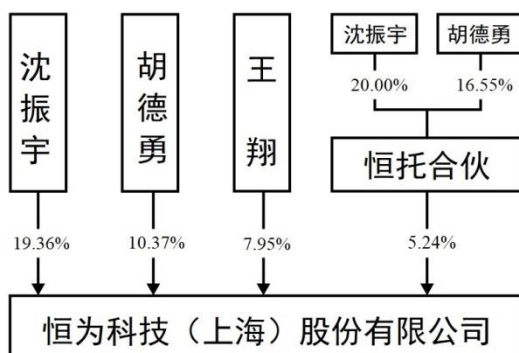 沈振宇
胡德勇
王翔
沈振宇
胡德勇
20.00%
16.55%
恒托合伙
19.36%
10.37%
7.95%
5.24%
恒为科技（上海）股份有限公司